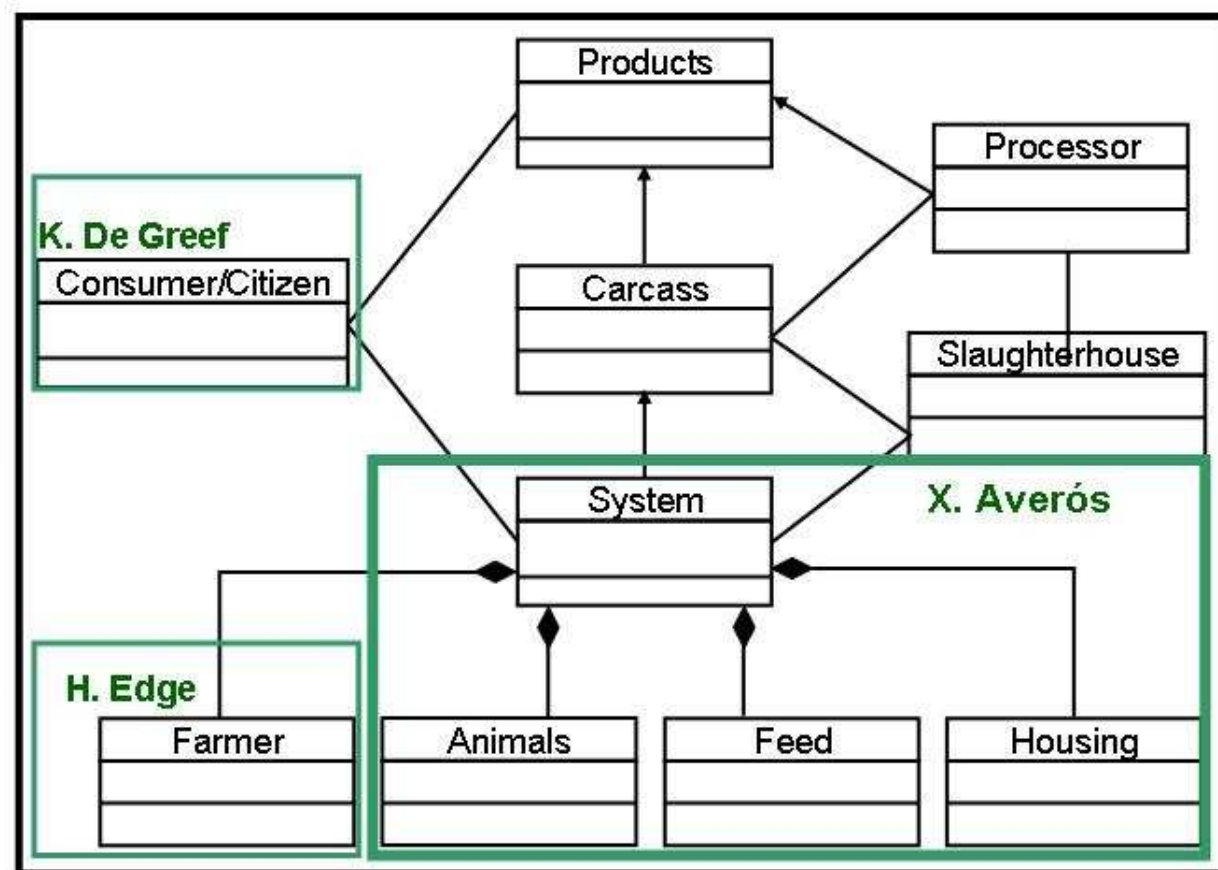 Products
Processor
K. De Greef
Consumer/Citizen
Carcass
Slaughterhouse
System
X. Averós
H. Edge
Farmer
Animals
Feed
Housing